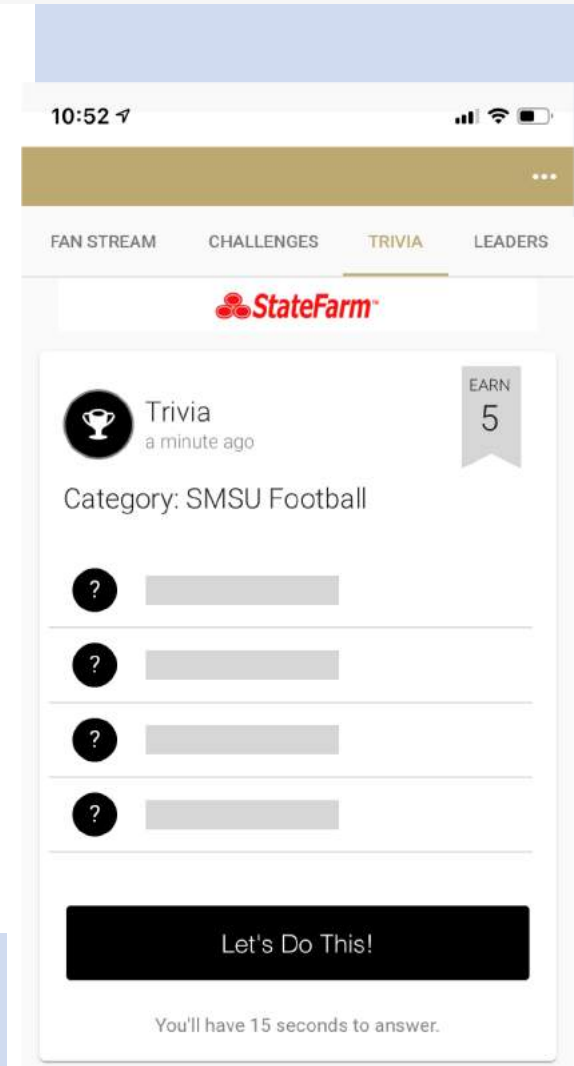 10:52
FAN STREAM CHALLENGES TRIVIA LEADERS
StateFarm™
Trivia
a minute ago
EARN
5
Category: SMSU Football
?
?
?
?
Let's Do This!
You'll have 15 seconds to answer.